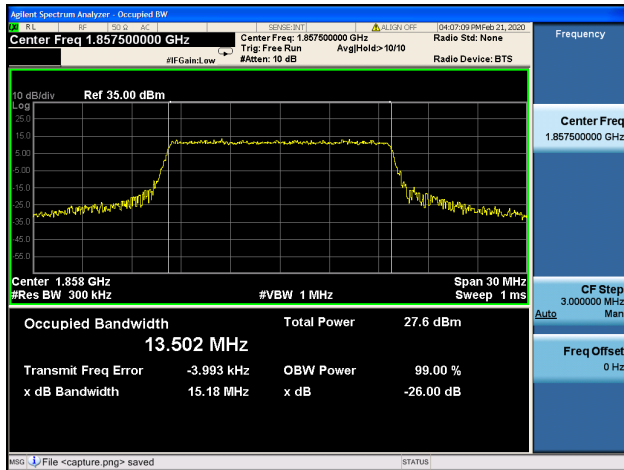 Agilent Spectrum Analyzer - Occupied BW
RL RF 50 Ω AC SENSE:INT ALIGN OFF 04:07:09 PM Feb 21, 2020
Center Freq 1.857500000 GHz
Center Freq: 1.857500000 GHz
Radio Std: None
Trig: Free Run Avg|Hold:>10/10
#IFGain:Low #Atten: 10 dB Radio Device: BTS
Frequency
10 dB/div Ref 35.00 dBm
Log
25.0
15.0
5.00
-5.00
-15.0
-25.0
-35.0
-45.0
-55.0
Center 1.858 GHz Span 30 MHz
#Res BW 300 kHz #VBW 1 MHz Sweep 1 ms
Center Freq
1.857500000 GHz
CF Step
3.000000 MHz
Auto Man
Freq Offset
0 Hz
Occupied Bandwidth Total Power 27.6 dBm
13.502 MHz
Transmit Freq Error -3.993 kHz OBW Power 99.00 %
x dB Bandwidth 15.18 MHz x dB -26.00 dB
MSG File <capture.png> saved STATUS